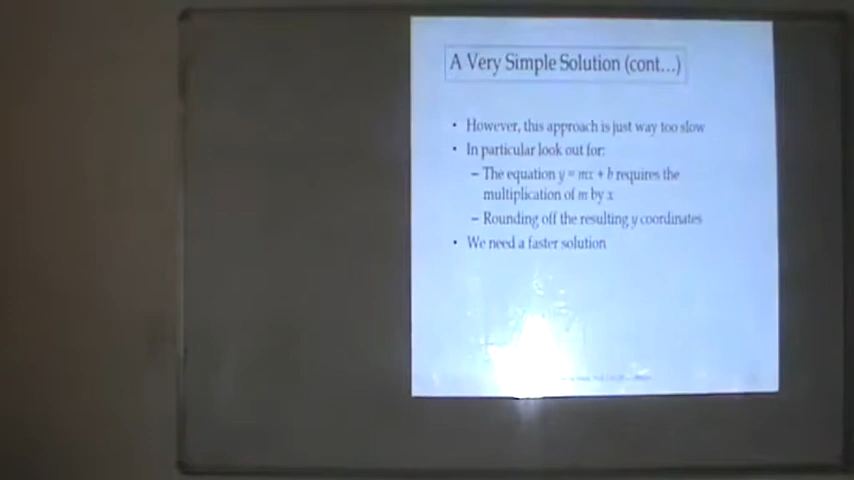 A Very Simple Solution (cont...)
• However, this approach is just way too slow
• In particular look out for:
– The equation y = mx + b requires the
multiplication of m by x
– Rounding off the resulting y coordinates
• We need a faster solution